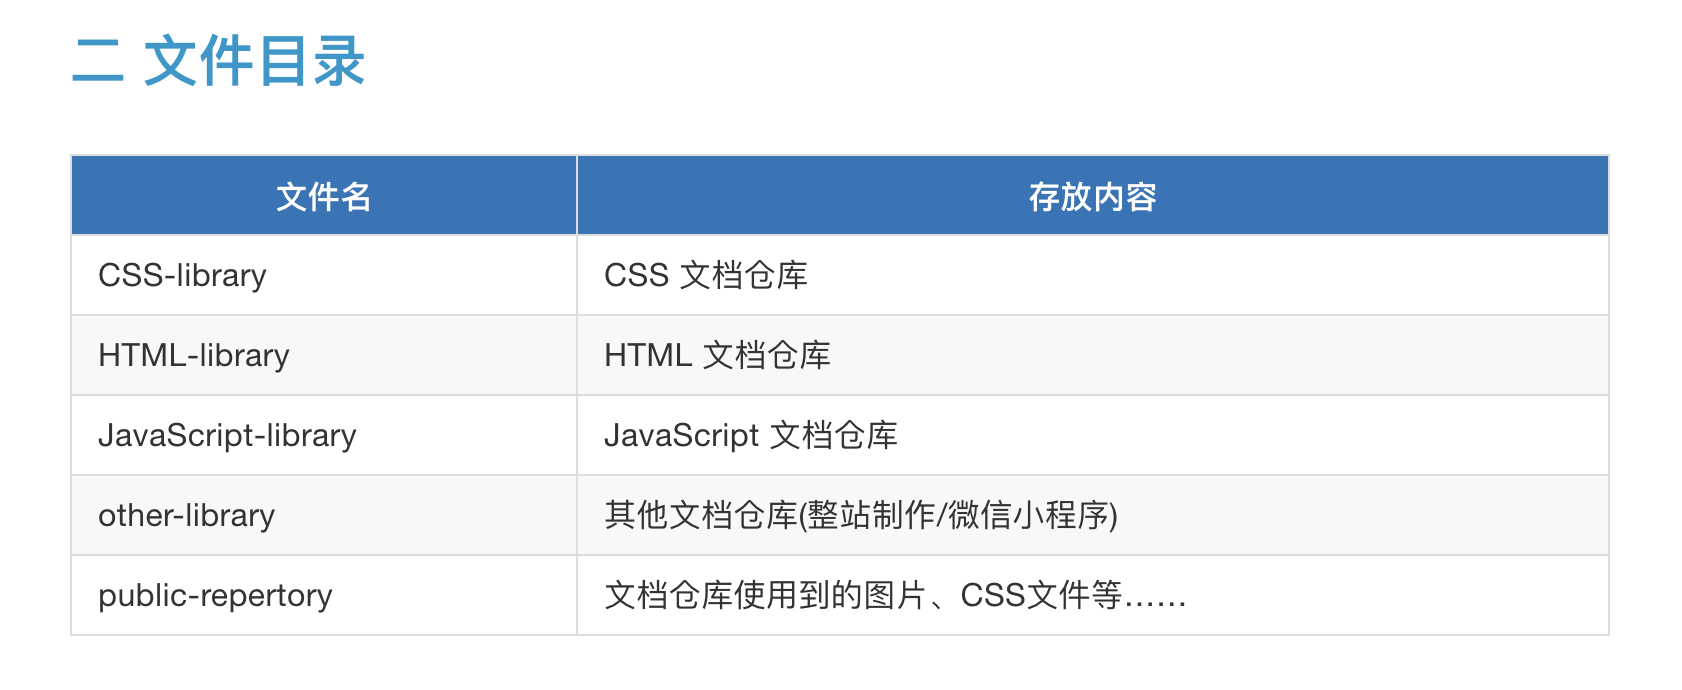 二 文件目录
文件名 存放内容
CSS-library CSS 文档仓库
HTML-library HTML 文档仓库
JavaScript-library JavaScript 文档仓库
other-library 其他文档仓库(整站制作/微信小程序)
public-repertory 文档仓库使用到的图片、CSS文件等……